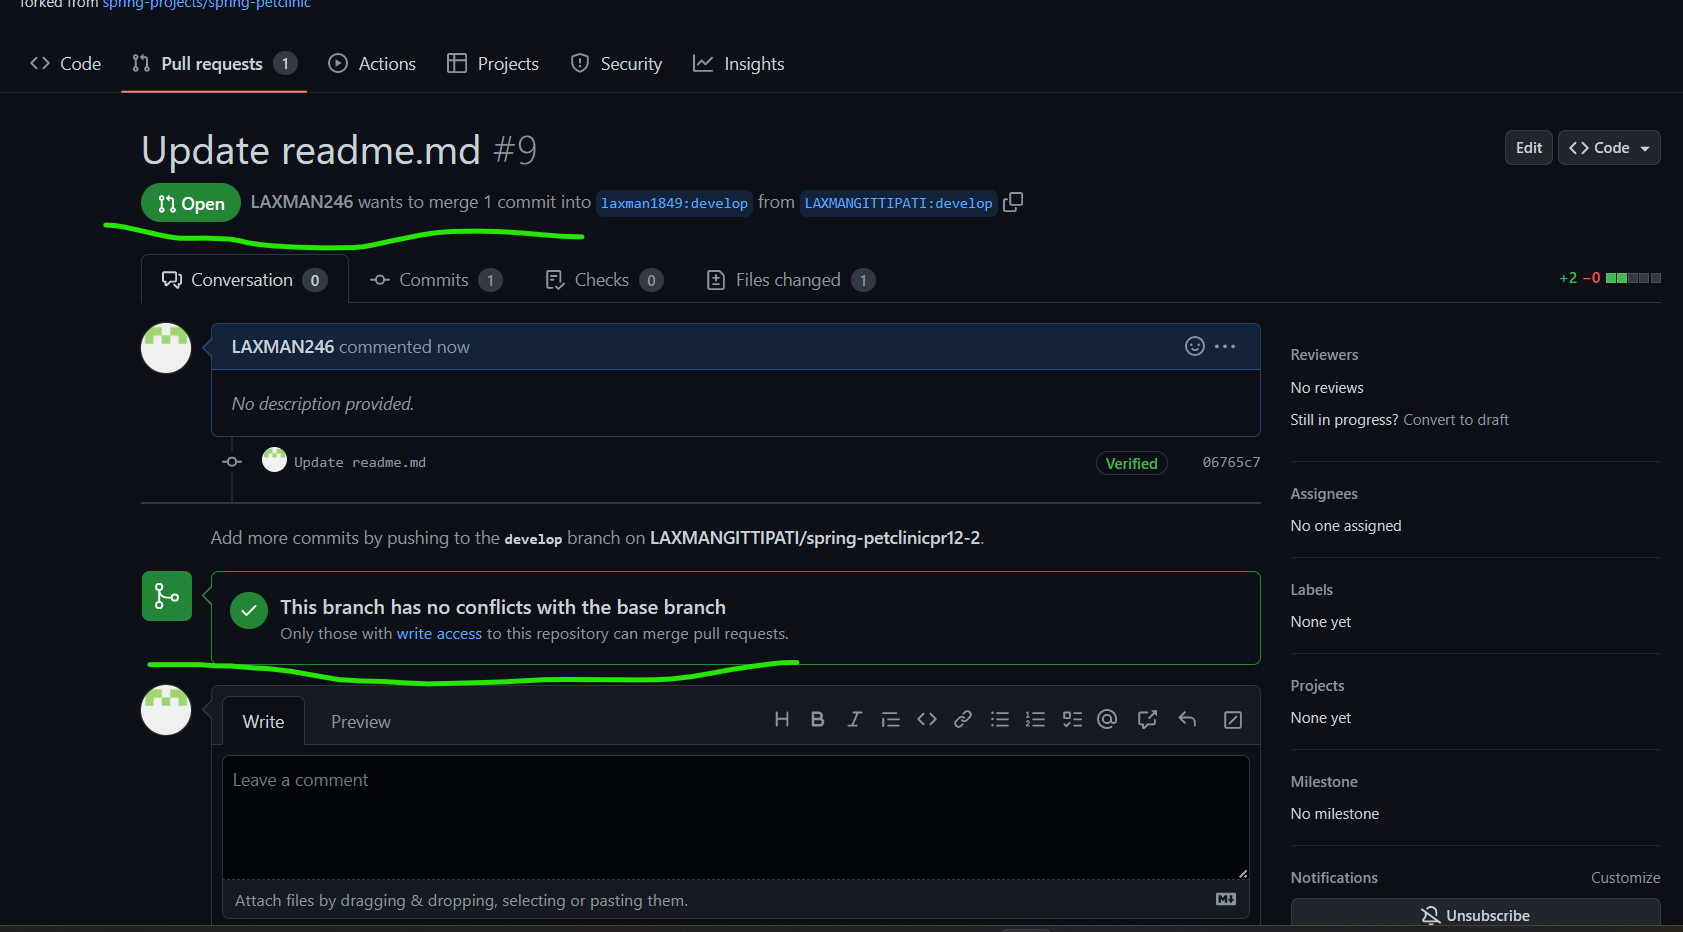 forked from spring-projects/spring-petclinic
Code Pull requests 1 Actions Projects Security Insights
Update readme.md #9
Edit Code
Open LAXMAN246 wants to merge 1 commit into laxman1849:develop from LAXMANGITTIPATI:develop
Conversation 0 Commits 1 Checks 0 Files changed 1
+2 −0
LAXMAN246 commented now
No description provided.
Update readme.md Verified 06765c7
Add more commits by pushing to the develop branch on LAXMANGITTIPATI/spring-petclinicpr12-2.
This branch has no conflicts with the base branch
Only those with write access to this repository can merge pull requests.
Write Preview
H B I
Leave a comment
Attach files by dragging & dropping, selecting or pasting them.
Reviewers
No reviews
Still in progress? Convert to draft
Assignees
No one assigned
Labels
None yet
Projects
None yet
Milestone
No milestone
Notifications Customize
Unsubscribe